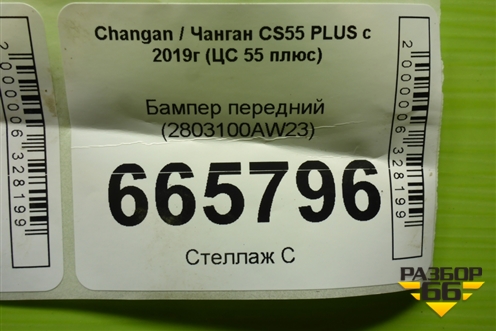 Changan / Чанган CS55 PLUS с
2019г (ЦС 55 плюс)
Бампер передний
(2803100AW23)
665796
Стеллаж С
2000006328199
2000006328199
РАЗБОР
66